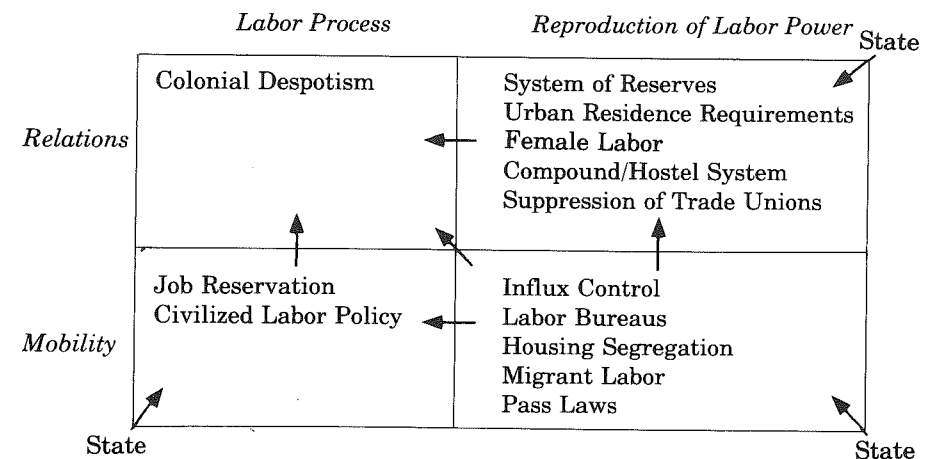 Labor Process
Reproduction of Labor Power
State
Relations
Colonial Despotism
System of Reserves
Urban Residence Requirements
Female Labor
Compound/Hostel System
Suppression of Trade Unions
Mobility
Job Reservation
Civilized Labor Policy
Influx Control
Labor Bureaus
Housing Segregation
Migrant Labor
Pass Laws
State
State